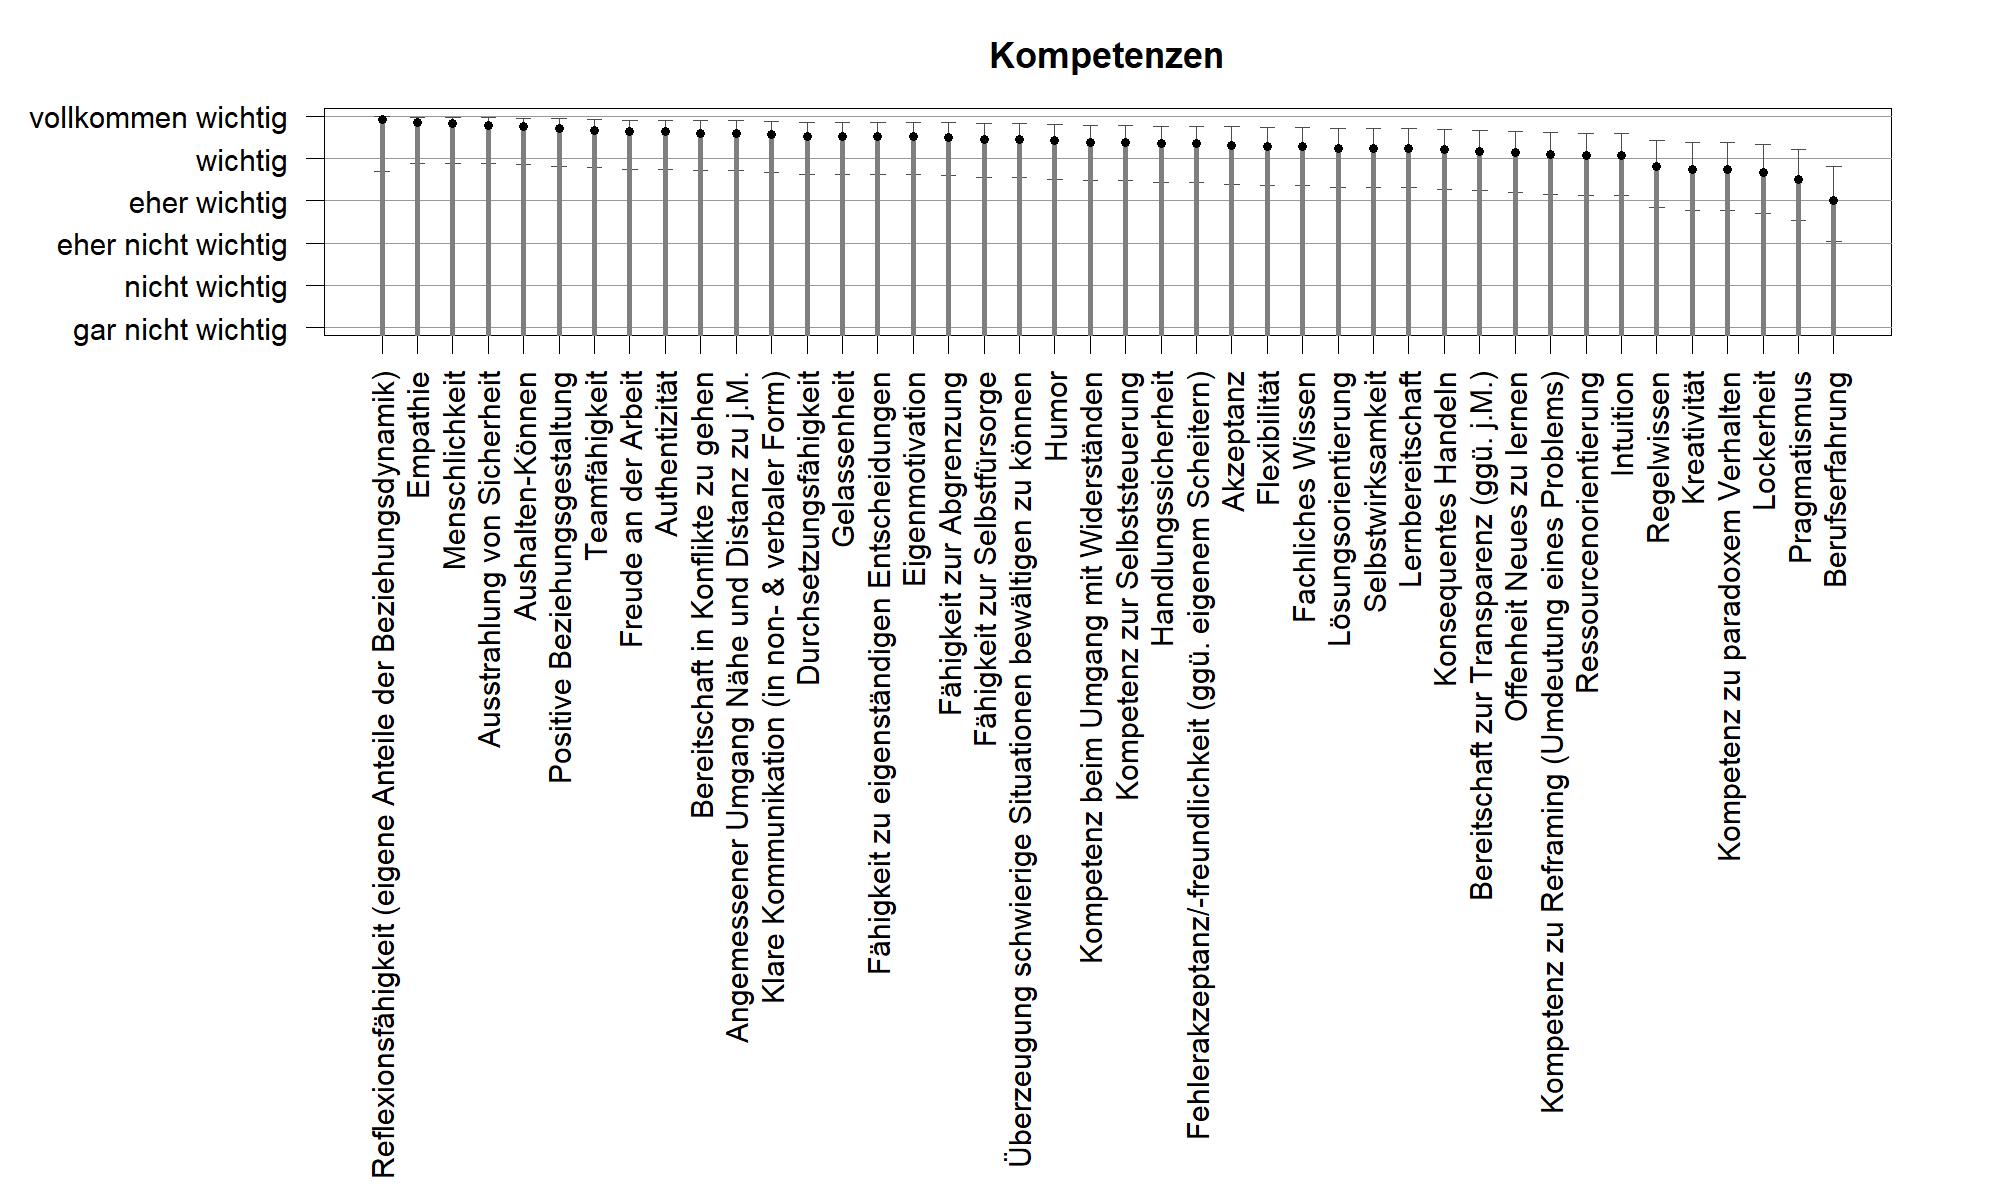 Kompetenzen
vollkommen wichtig
wichtig
eher wichtig
eher nicht wichtig
nicht wichtig
gar nicht wichtig
Reflexionsfähigkeit (eigene Anteile der Beziehungsdynamik)
Empathie
Menschlichkeit
Ausstrahlung von Sicherheit
Aushalten-Können
Positive Beziehungsgestaltung
Teamfähigkeit
Freude an der Arbeit
Authentizität
Bereitschaft in Konflikte zu gehen
Angemessener Umgang Nähe und Distanz zu j.M.
Klare Kommunikation (in non- & verbaler Form)
Durchsetzungsfähigkeit
Gelassenheit
Fähigkeit zu eigenständigen Entscheidungen
Eigenmotivation
Fähigkeit zur Abgrenzung
Fähigkeit zur Selbstfürsorge
Überzeugung schwierige Situationen bewältigen zu können
Humor
Kompetenz beim Umgang mit Widerständen
Kompetenz zur Selbststeuerung
Handlungssicherheit
Fehlerakzeptanz/-freundlichkeit (ggü. eigenem Scheitern)
Akzeptanz
Flexibilität
Fachliches Wissen
Lösungsorientierung
Selbstwirksamkeit
Lernbereitschaft
Konsequentes Handeln
Bereitschaft zur Transparenz (ggü. j.M.)
Offenheit Neues zu lernen
Kompetenz zu Reframing (Umdeutung eines Problems)
Ressourcenorientierung
Intuition
Regelwissen
Kreativität
Kompetenz zu paradoxem Verhalten
Lockerheit
Pragmatismus
Berufserfahrung